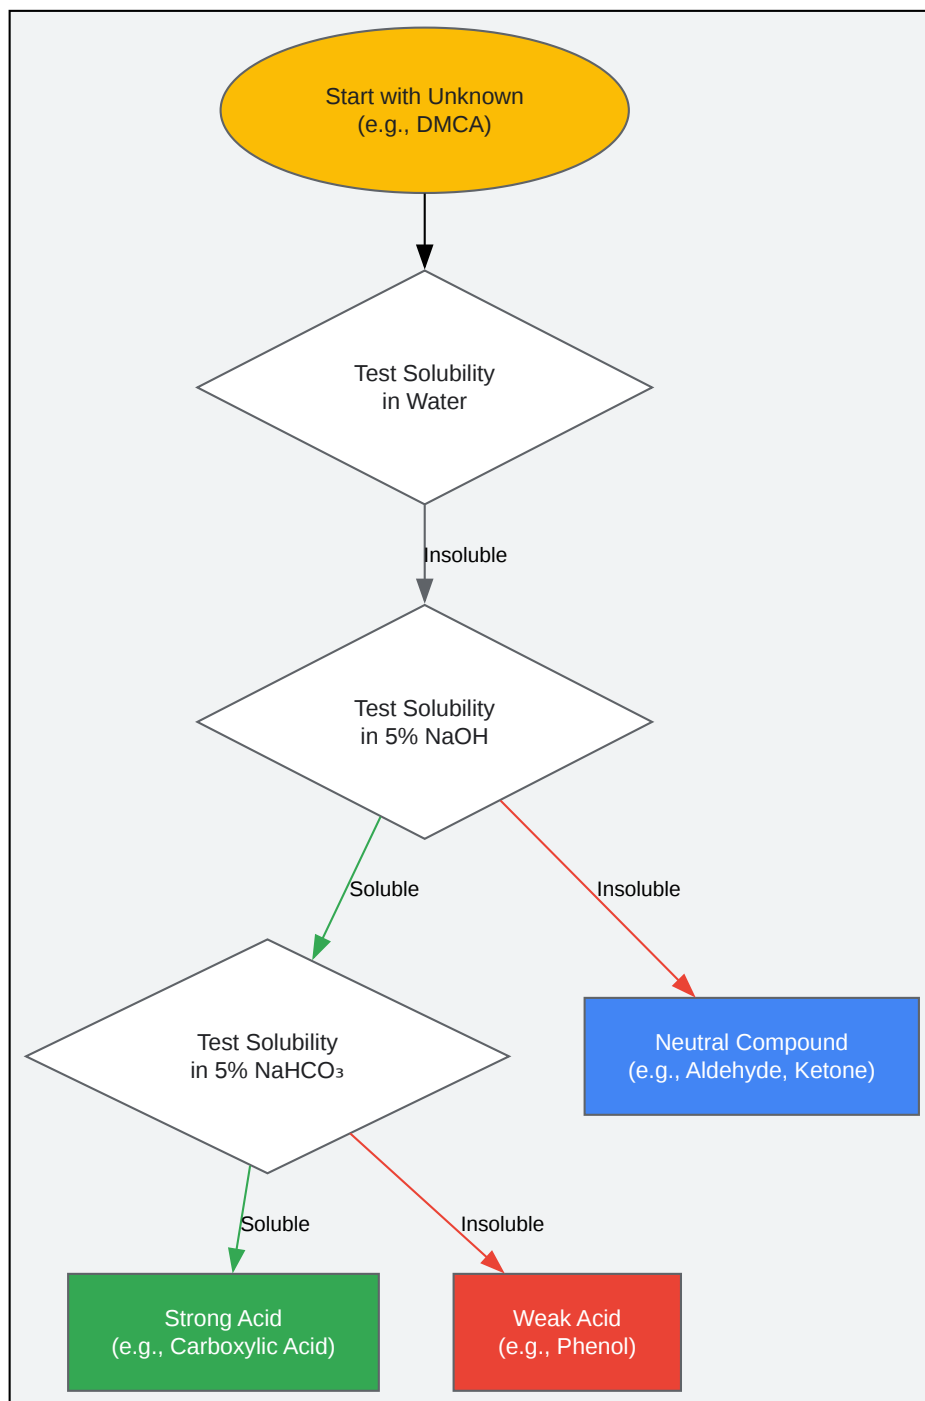 Start with Unknown
(e.g., DMCA)
Test Solubility
in Water
Insoluble
Test Solubility
in 5% NaOH
Soluble
Insoluble
Test Solubility
in 5% NaHCO₃
Neutral Compound
(e.g., Aldehyde, Ketone)
Soluble
Insoluble
Strong Acid
(e.g., Carboxylic Acid)
Weak Acid
(e.g., Phenol)